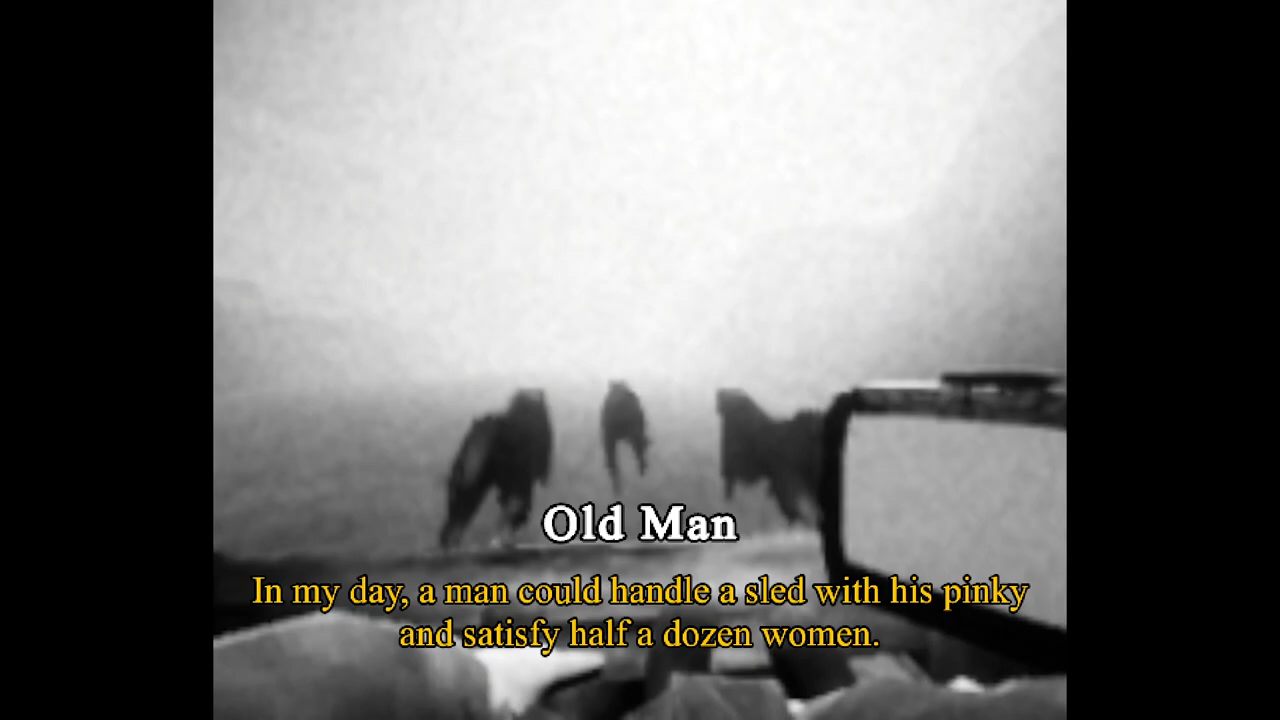 Old Man
In my day, a man could handle a sled with his pinky
and satisfy half a dozen women.